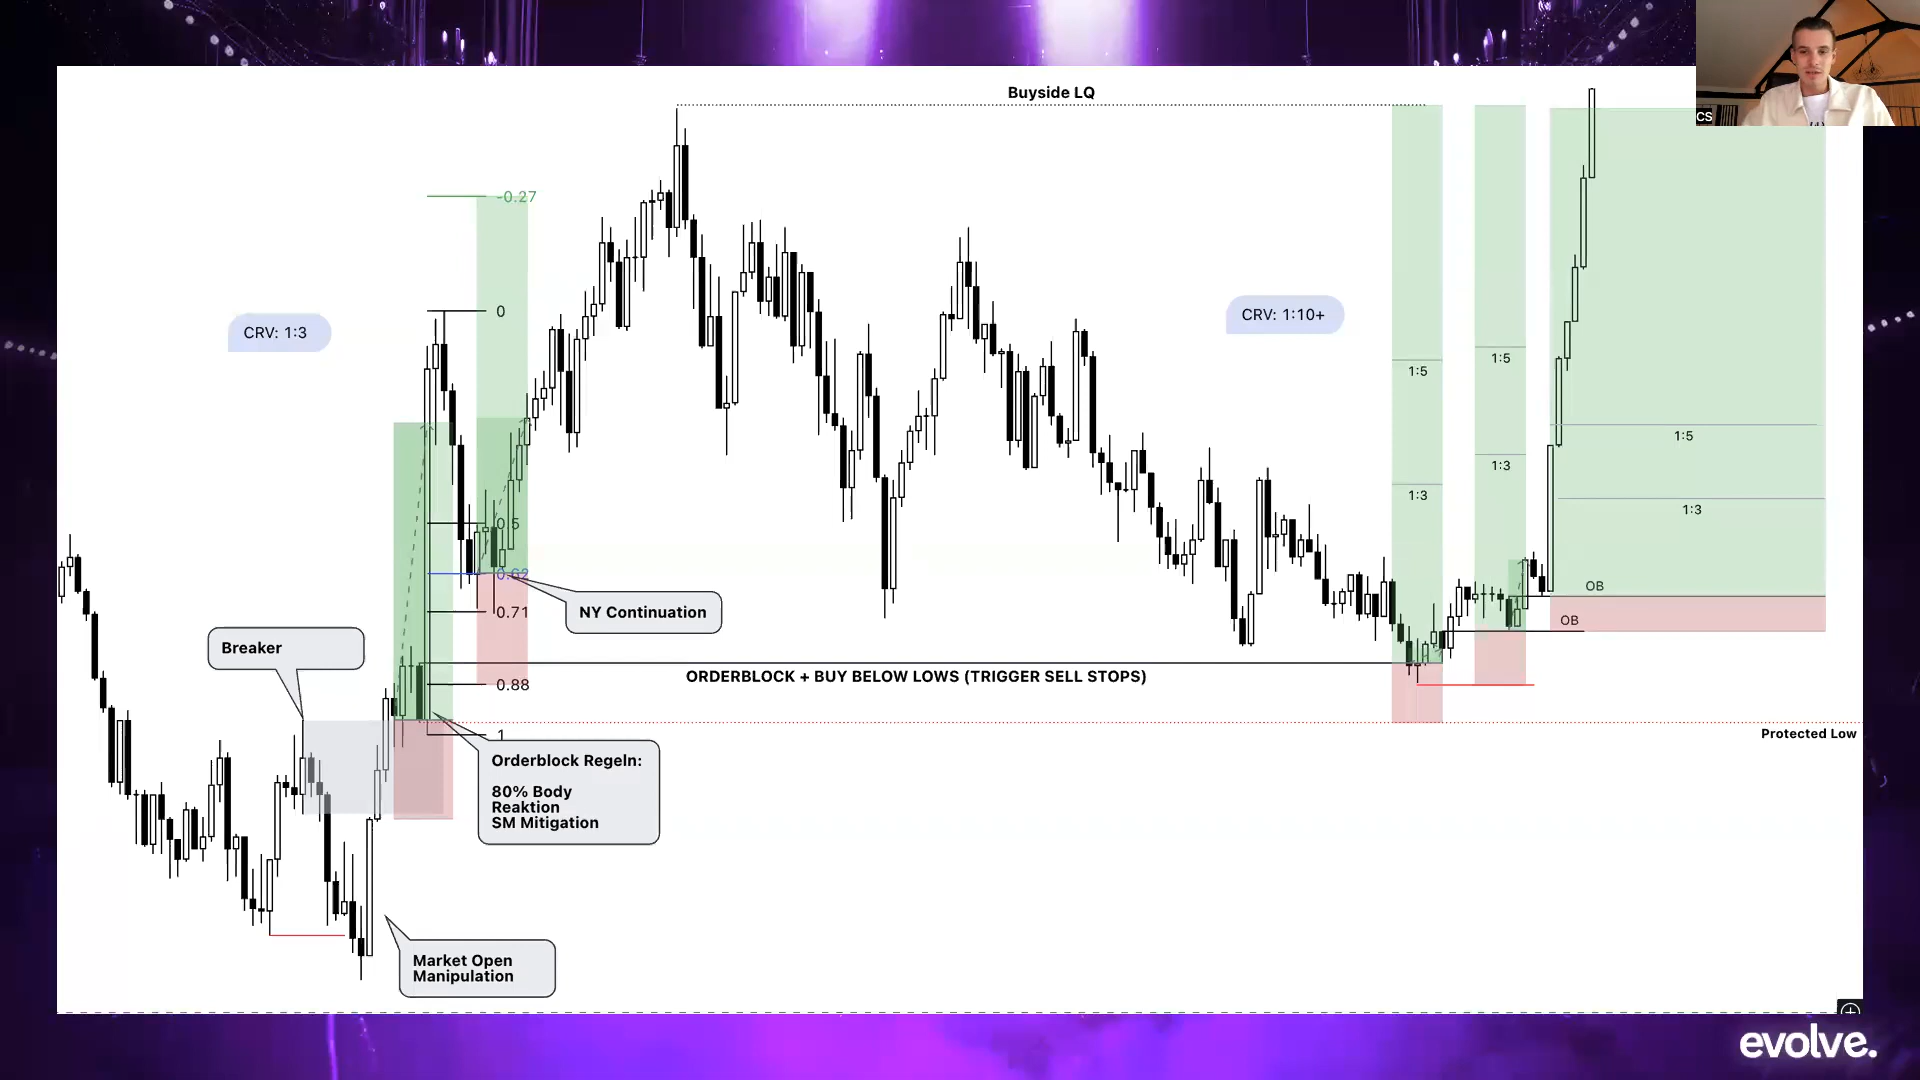 Buyside LQ
CS
-0.27
0
CRV: 1:3
CRV: 1:10+
1:5
1:5
1:3
1:3
1:5
1:3
0.5
0.62
0.71
0.88
1
NY Continuation
OB
OB
Breaker
ORDERBLOCK + BUY BELOW LOWS (TRIGGER SELL STOPS)
Protected Low
Orderblock Regeln:
80% Body
Reaktion
SM Mitigation
Market Open
Manipulation
evolve.